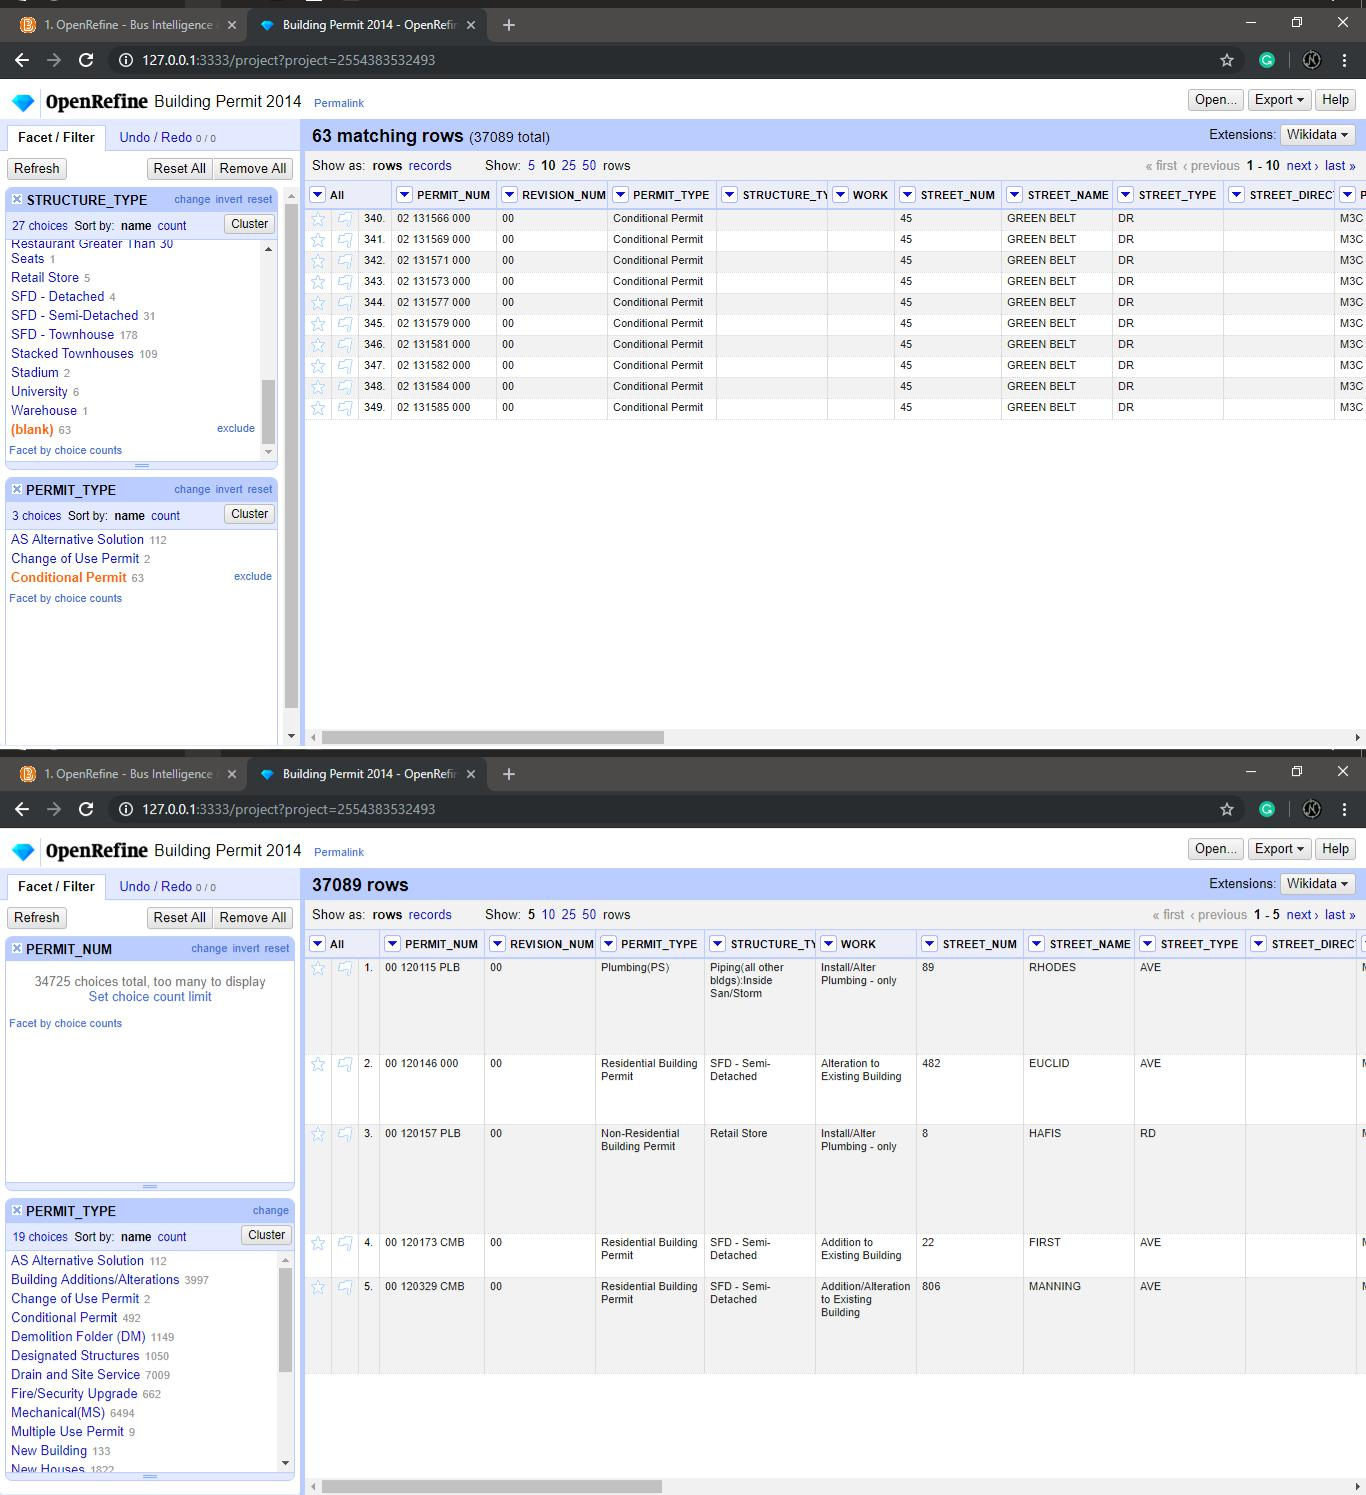 1. OpenRefine - Bus Intelligence
Building Permit 2014 - OpenRefin
127.0.0.1:3333/project?project=2554383532493
OpenRefine Building Permit 2014 Permalink
Open... Export Help
Facet / Filter Undo / Redo 0 / 0
63 matching rows (37089 total)
Extensions: Wikidata
Refresh Reset All Remove All
Show as: rows records Show: 5 10 25 50 rows
« first ‹ previous 1 - 10 next › last »
STRUCTURE_TYPE change invert reset
27 choices Sort by: name count Cluster
Restaurant Greater Than 30
Seats 1
Retail Store 5
SFD - Detached 4
SFD - Semi-Detached 31
SFD - Townhouse 178
Stacked Townhouses 109
Stadium 2
University 6
Warehouse 1
(blank) 63 exclude
Facet by choice counts
PERMIT_TYPE change invert reset
3 choices Sort by: name count Cluster
AS Alternative Solution 112
Change of Use Permit 2
Conditional Permit 63 exclude
Facet by choice counts
All PERMIT_NUM REVISION_NUM PERMIT_TYPE STRUCTURE_TY WORK STREET_NUM STREET_NAME STREET_TYPE STREET_DIREC P
340. 02 131566 000 00 Conditional Permit 45 GREEN BELT DR M3C
341. 02 131569 000 00 Conditional Permit 45 GREEN BELT DR M3C
342. 02 131571 000 00 Conditional Permit 45 GREEN BELT DR M3C
343. 02 131573 000 00 Conditional Permit 45 GREEN BELT DR M3C
344. 02 131577 000 00 Conditional Permit 45 GREEN BELT DR M3C
345. 02 131579 000 00 Conditional Permit 45 GREEN BELT DR M3C
346. 02 131581 000 00 Conditional Permit 45 GREEN BELT DR M3C
347. 02 131582 000 00 Conditional Permit 45 GREEN BELT DR M3C
348. 02 131584 000 00 Conditional Permit 45 GREEN BELT DR M3C
349. 02 131585 000 00 Conditional Permit 45 GREEN BELT DR M3C
1. OpenRefine - Bus Intelligence
Building Permit 2014 - OpenRefin
127.0.0.1:3333/project?project=2554383532493
OpenRefine Building Permit 2014 Permalink
Open... Export Help
Facet / Filter Undo / Redo 0 / 0
37089 rows
Extensions: Wikidata
Refresh Reset All Remove All
Show as: rows records Show: 5 10 25 50 rows
« first ‹ previous 1 - 5 next › last »
PERMIT_NUM change invert reset
34725 choices total, too many to display
Set choice count limit
Facet by choice counts
PERMIT_TYPE change
19 choices Sort by: name count Cluster
AS Alternative Solution 112
Building Additions/Alterations 3997
Change of Use Permit 2
Conditional Permit 492
Demolition Folder (DM) 1149
Designated Structures 1050
Drain and Site Service 7009
Fire/Security Upgrade 662
Mechanical(MS) 6494
Multiple Use Permit 9
New Building 133
New Houses 1822
All PERMIT_NUM REVISION_NUM PERMIT_TYPE STRUCTURE_TY WORK STREET_NUM STREET_NAME STREET_TYPE STREET_DIREC
1. 00 120115 PLB 00 Plumbing(PS) Piping(all other Install/Alter 89 RHODES AVE
bldgs):Inside Plumbing - only
San/Storm
2. 00 120146 000 00 Residential Building SFD - Semi- Alteration to 482 EUCLID AVE
Permit Detached Existing Building
3. 00 120157 PLB 00 Non-Residential Retail Store Install/Alter 8 HAFIS RD
Building Permit Plumbing - only
4. 00 120173 CMB 00 Residential Building SFD - Semi- Addition to 22 FIRST AVE
Permit Detached Existing Building
5. 00 120329 CMB 00 Residential Building SFD - Semi- Addition/Alteration 806 MANNING AVE
Permit Detached to Existing
Building